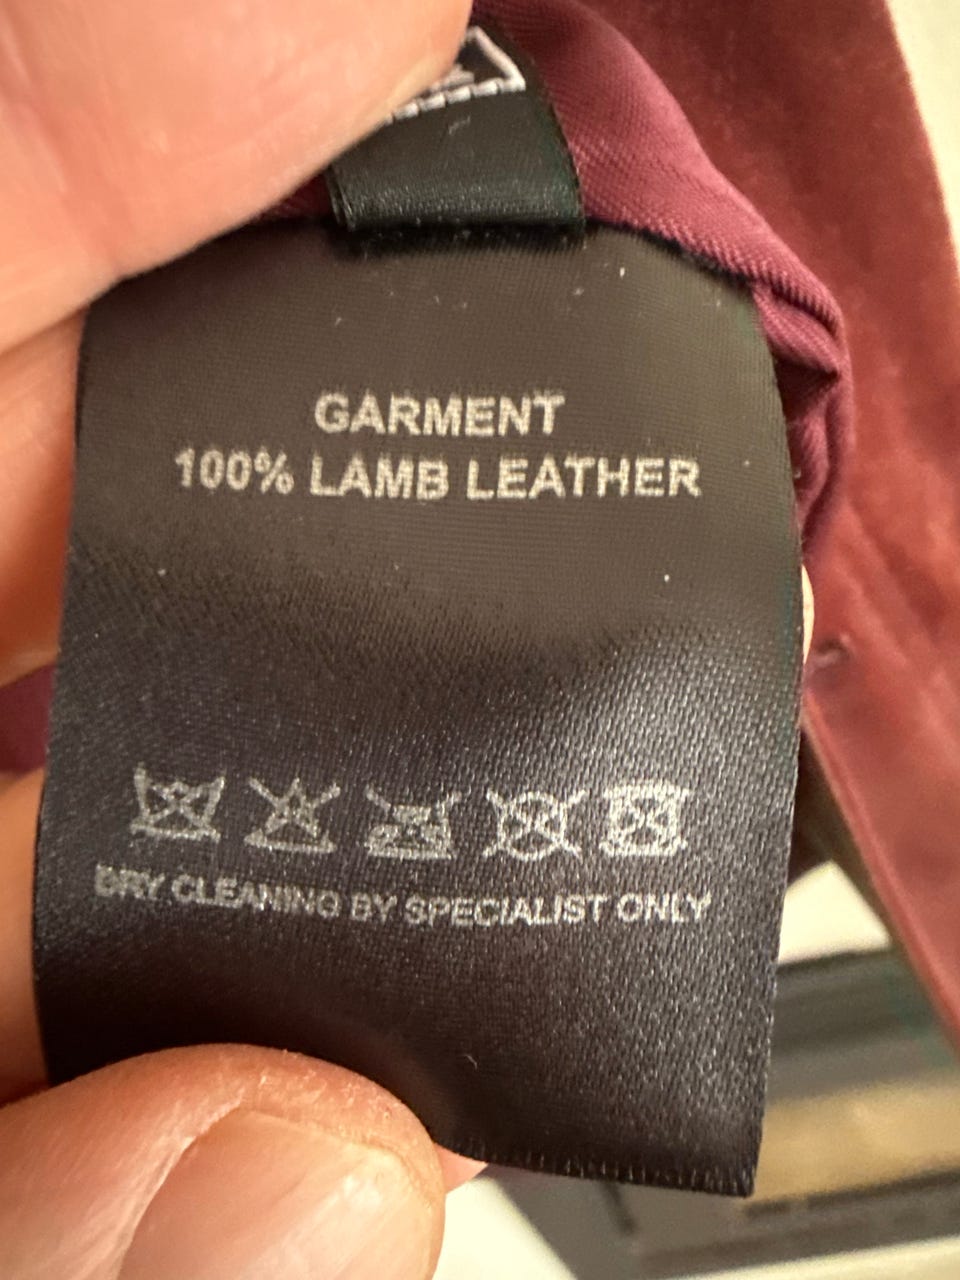 GARMENT
100% LAMB LEATHER
DRY CLEANING BY SPECIALIST ONLY